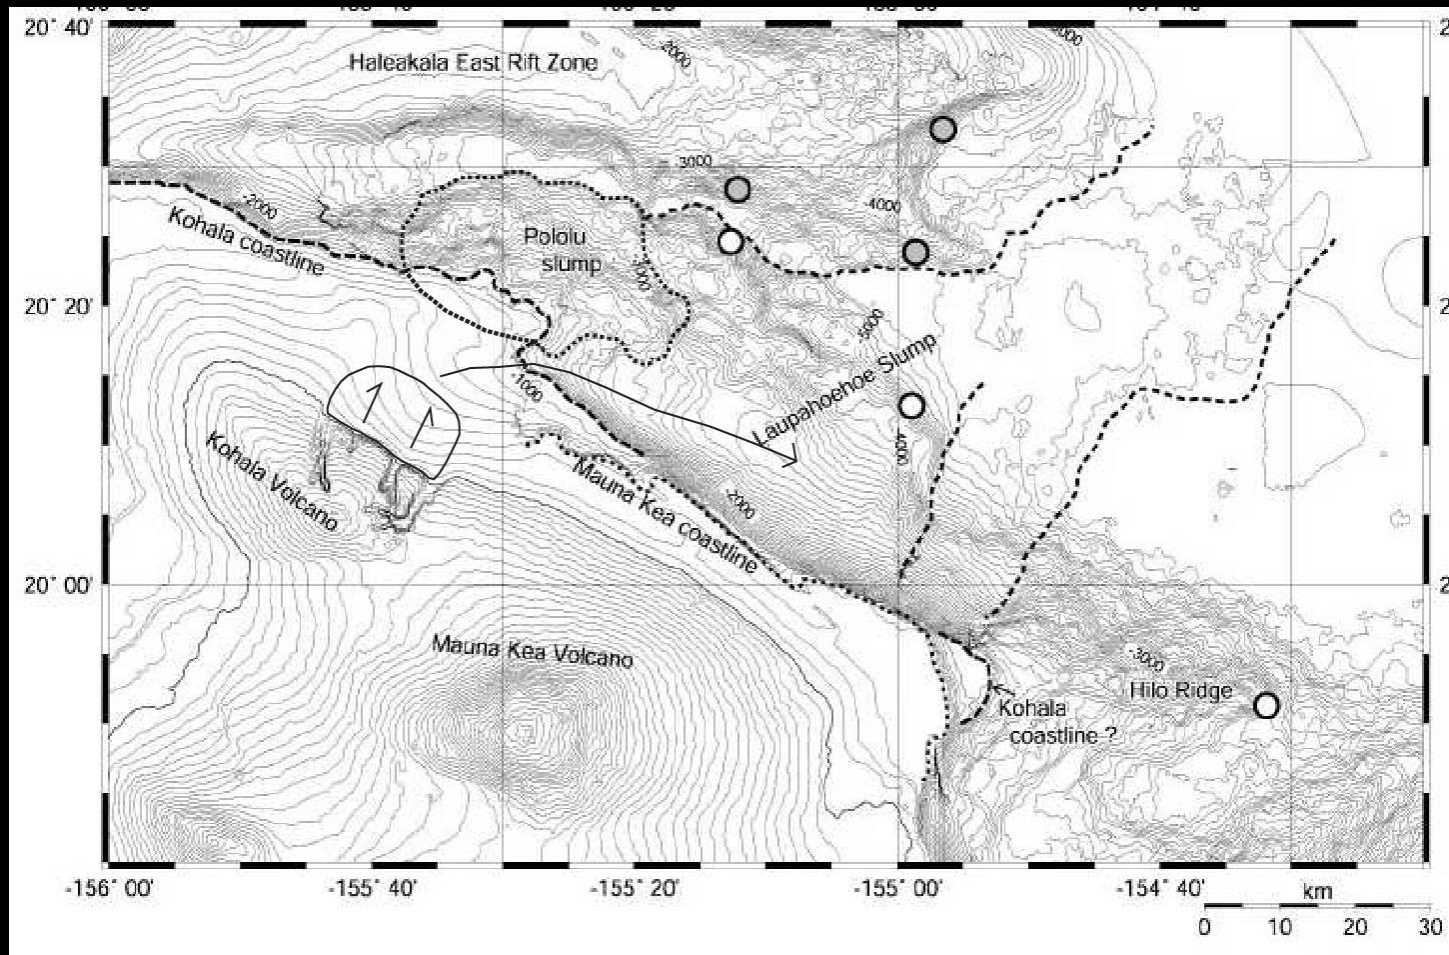 20° 40'
-2000
Haleakala East Rift Zone
-3000
-2000
Kohala coastline
-4000
Pololu
slump
20° 20'
-5000
Laupahoehoe Slump
-1000
4000
Kohala Volcano
-2000
Mauna Kea coastline
20° 00'
Mauna Kea Volcano
-3000
Hilo Ridge
Kohala
coastline ?
-156° 00'
-155° 40'
-155° 20'
-155° 00'
-154° 40'
km
0
10
20
30